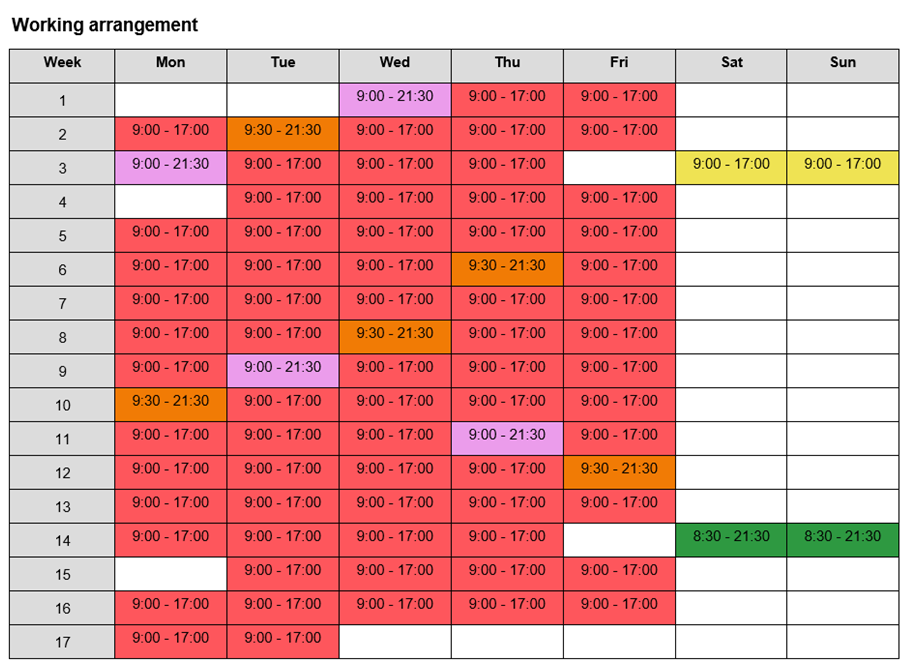 Working arrangement
Week Mon Tue Wed Thu Fri Sat Sun
1 9:00 - 21:30 9:00 - 17:00 9:00 - 17:00
2 9:00 - 17:00 9:30 - 21:30 9:00 - 17:00 9:00 - 17:00 9:00 - 17:00
3 9:00 - 21:30 9:00 - 17:00 9:00 - 17:00 9:00 - 17:00 9:00 - 17:00 9:00 - 17:00
4 9:00 - 17:00 9:00 - 17:00 9:00 - 17:00 9:00 - 17:00
5 9:00 - 17:00 9:00 - 17:00 9:00 - 17:00 9:00 - 17:00 9:00 - 17:00
6 9:00 - 17:00 9:00 - 17:00 9:00 - 17:00 9:30 - 21:30 9:00 - 17:00
7 9:00 - 17:00 9:00 - 17:00 9:00 - 17:00 9:00 - 17:00 9:00 - 17:00
8 9:00 - 17:00 9:00 - 17:00 9:30 - 21:30 9:00 - 17:00 9:00 - 17:00
9 9:00 - 17:00 9:00 - 21:30 9:00 - 17:00 9:00 - 17:00 9:00 - 17:00
10 9:30 - 21:30 9:00 - 17:00 9:00 - 17:00 9:00 - 17:00 9:00 - 17:00
11 9:00 - 17:00 9:00 - 17:00 9:00 - 17:00 9:00 - 21:30 9:00 - 17:00
12 9:00 - 17:00 9:00 - 17:00 9:00 - 17:00 9:00 - 17:00 9:30 - 21:30
13 9:00 - 17:00 9:00 - 17:00 9:00 - 17:00 9:00 - 17:00 9:00 - 17:00
14 9:00 - 17:00 9:00 - 17:00 9:00 - 17:00 9:00 - 17:00 8:30 - 21:30 8:30 - 21:30
15 9:00 - 17:00 9:00 - 17:00 9:00 - 17:00 9:00 - 17:00
16 9:00 - 17:00 9:00 - 17:00 9:00 - 17:00 9:00 - 17:00 9:00 - 17:00
17 9:00 - 17:00 9:00 - 17:00